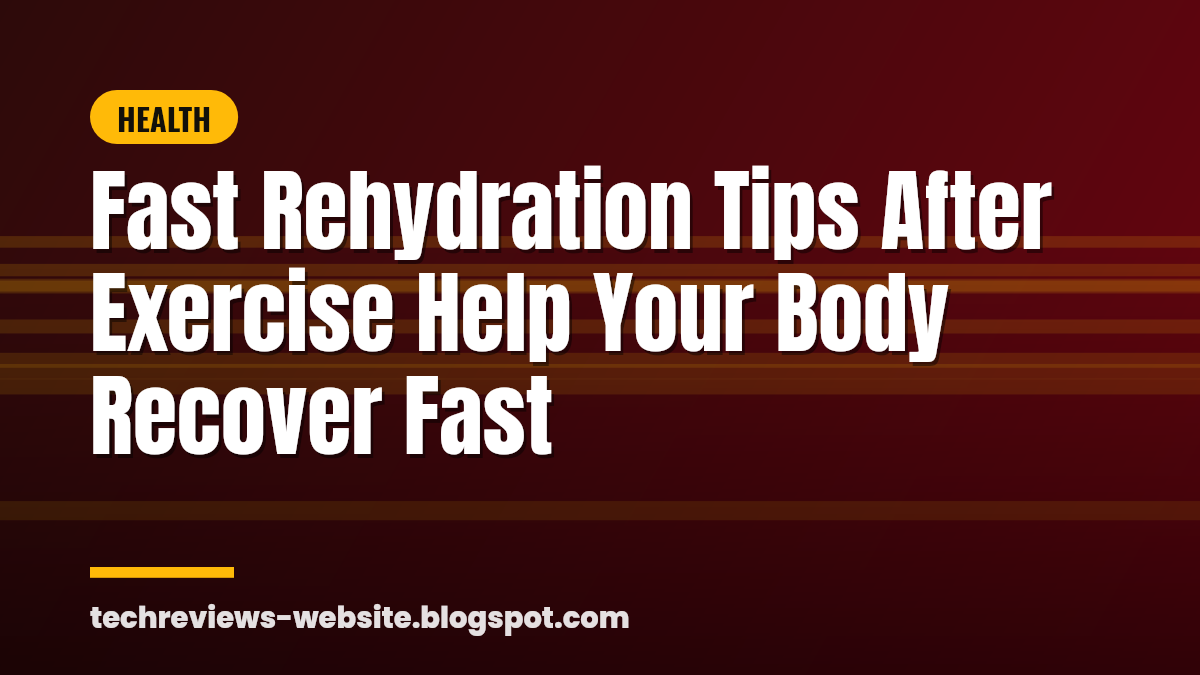 HEALTH
Fast Rehydration Tips After
Exercise Help Your Body
Recover Fast
techreviews-website.blogspot.com